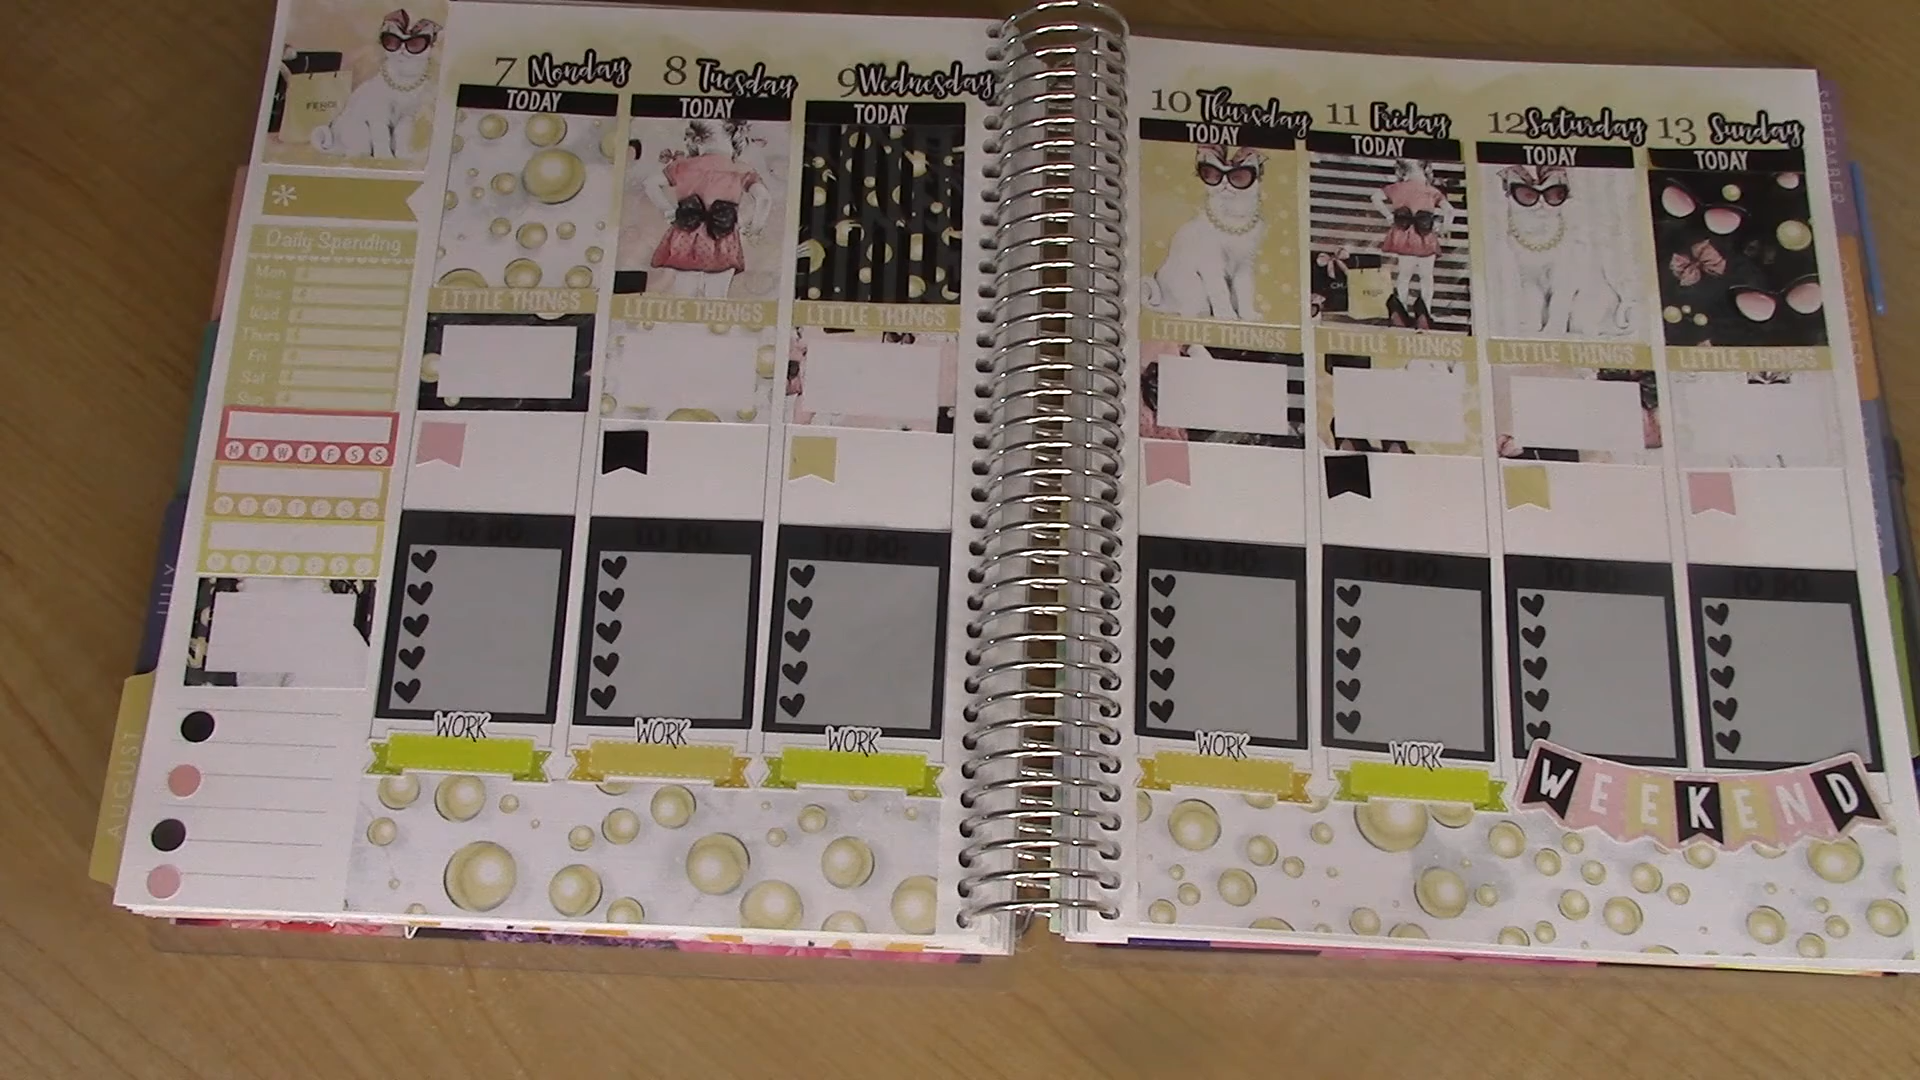 7 Monday
8 Tuesday
9 Wednesday
10 Thursday
11 Friday
12 Saturday
13 Sunday
TODAY
TODAY
TODAY
TODAY
TODAY
TODAY
TODAY
FENDI
*
Daily Spending
Mon
Tues
Wed
Thurs
Fri
Sat
Sun
LITTLE THINGS
LITTLE THINGS
LITTLE THINGS
LITTLE THINGS
LITTLE THINGS
LITTLE THINGS
LITTLE THINGS
M T W T F S S
M T W T F S S
M T W T F S S
TO DO:
TO DO:
TO DO:
TO DO:
TO DO:
TO DO:
TO DO:
WORK
WORK
WORK
WORK
WORK
WEEKEND
JULY
AUGUST
SEPTEMBER
OCTOBER